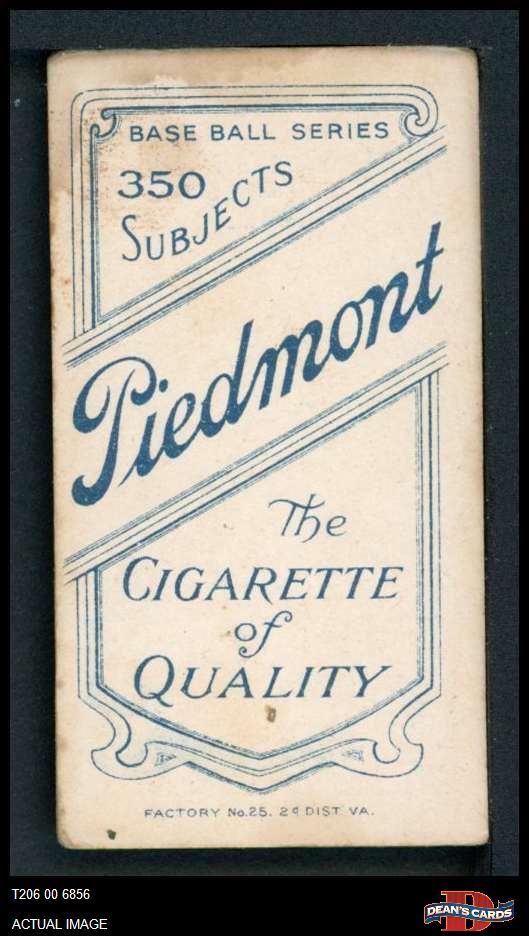 BASE BALL SERIES
350
SUBJECTS
Piedmont
The
CIGARETTE
of
QUALITY
FACTORY No.25. 2d DIST. VA.
T206 00 6856
ACTUAL IMAGE
D
DEAN'S CARDS